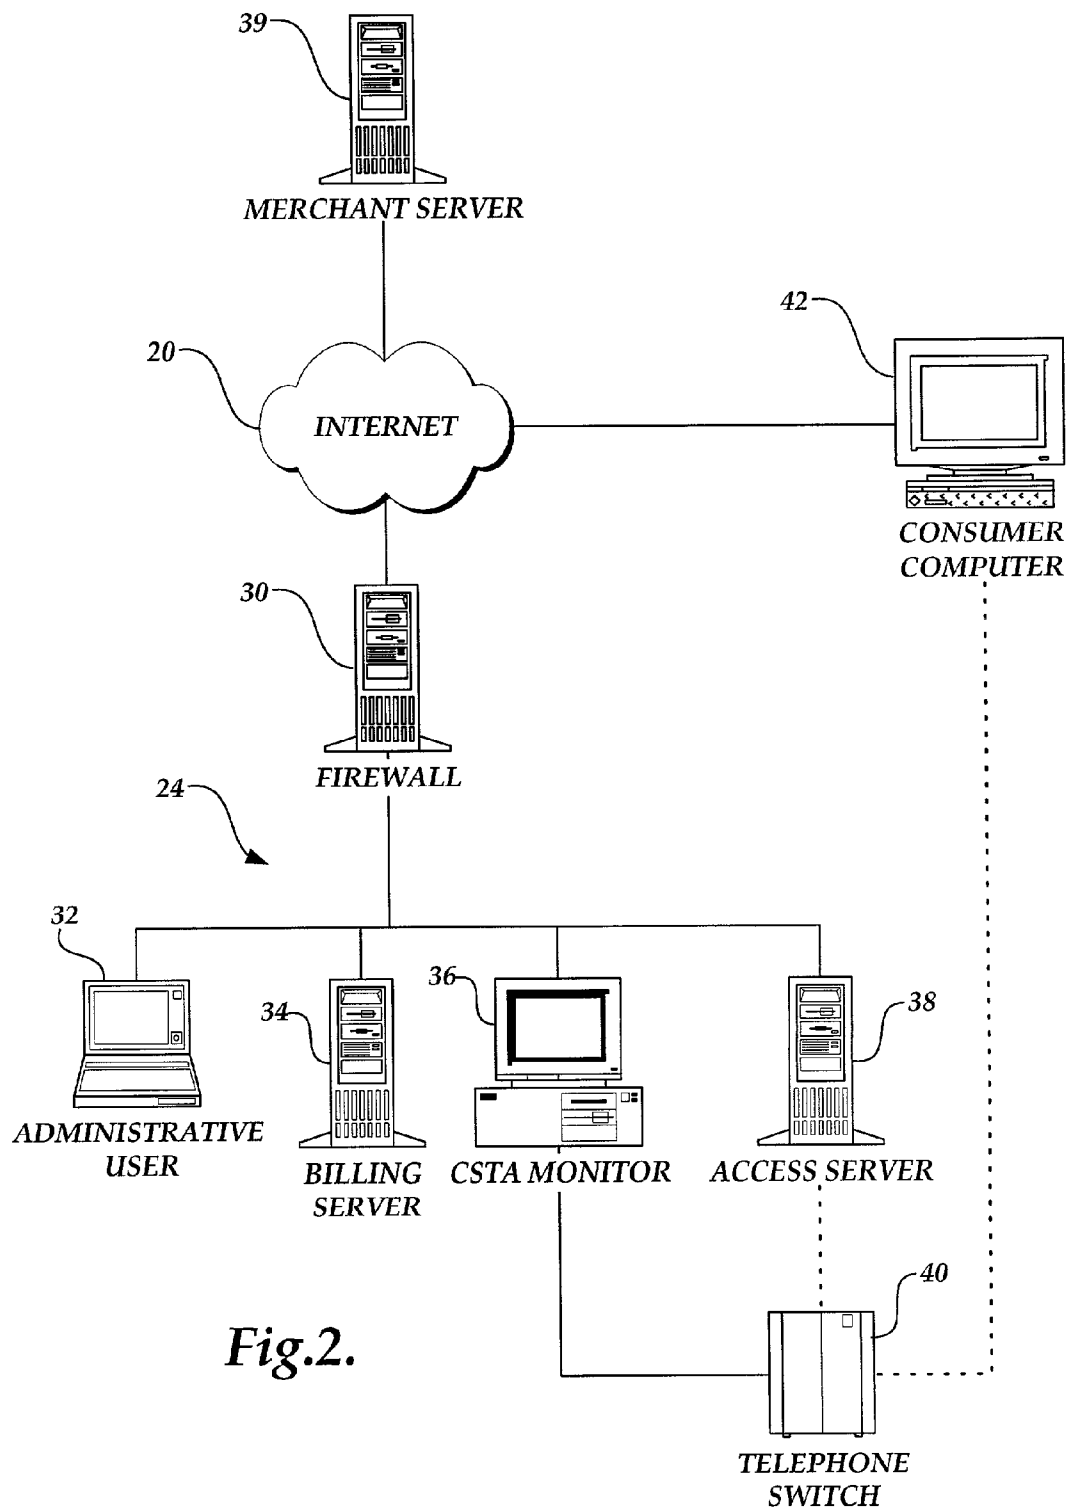 39
MERCHANT SERVER
42
20
INTERNET
CONSUMER
COMPUTER
30
FIREWALL
24
32
36
34
38
ADMINISTRATIVE
USER
BILLING
SERVER
CSTA MONITOR
ACCESS SERVER
40
Fig.2.
TELEPHONE
SWITCH